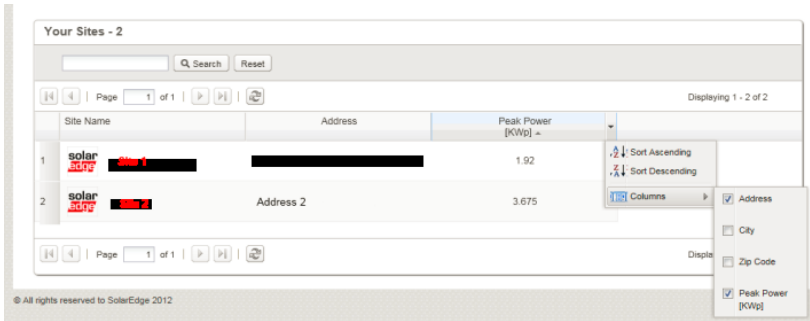 Your Sites - 2
Search Reset
Page 1 of 1 Displaying 1 - 2 of 2
Site Name Address Peak Power
[KWp]
1 solar edge Site 1 1.92
Sort Ascending
Sort Descending
2 solar edge Site 2 Address 2 3.675
Columns
Address
City
Zip Code
Peak Power
[KWp]
Page 1 of 1 Displa
© All rights reserved to SolarEdge 2012